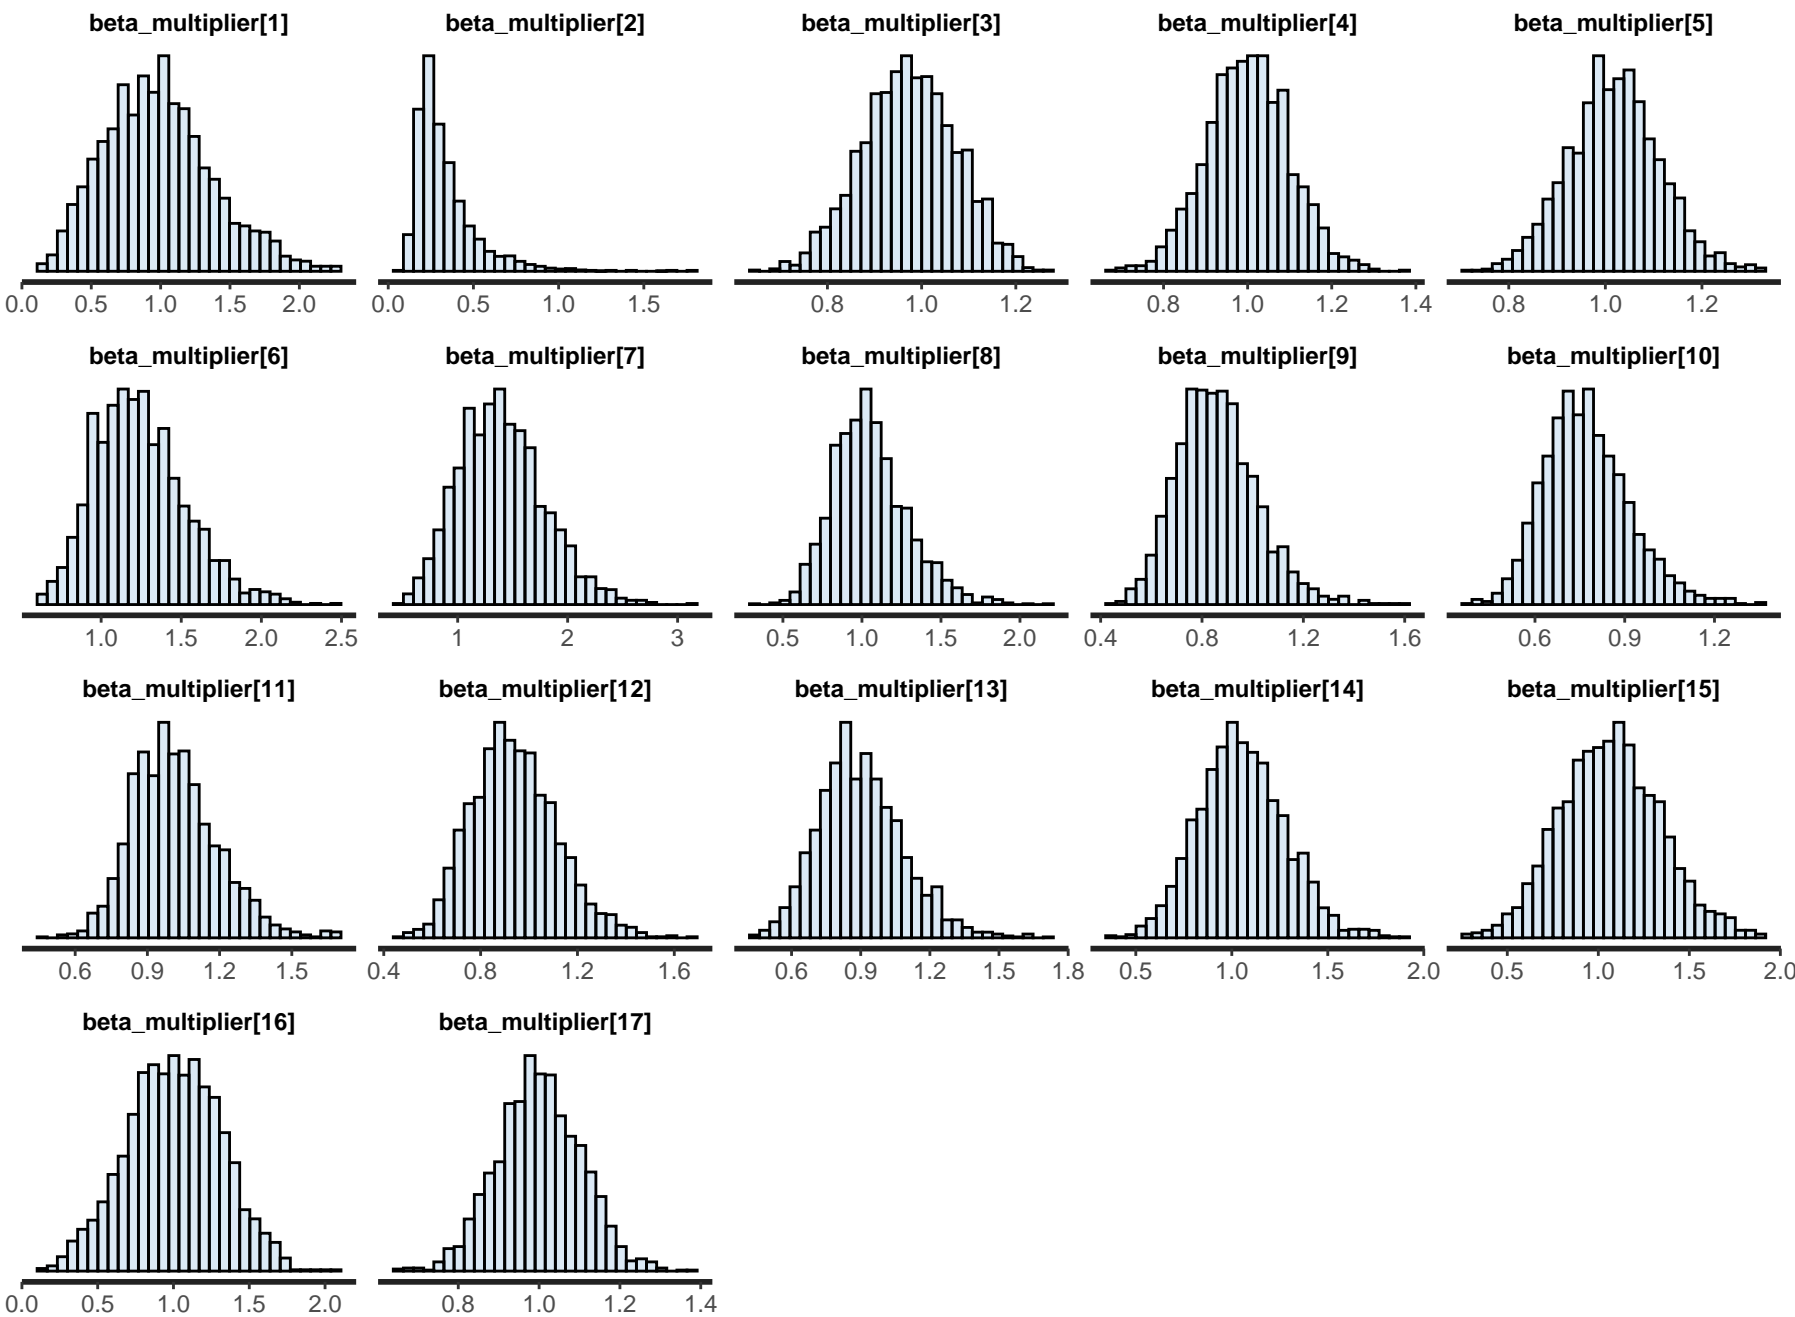 beta_multiplier[1] beta_multiplier[2] beta_multiplier[3] beta_multiplier[4] beta_multiplier[5]
0.0 0.5 1.0 1.5 2.0 0.0 0.5 1.0 1.5 0.8 1.0 1.2 0.8 1.0 1.2 1.4 0.8 1.0 1.2
beta_multiplier[6] beta_multiplier[7] beta_multiplier[8] beta_multiplier[9] beta_multiplier[10]
1.0 1.5 2.0 2.5 1 2 3 0.5 1.0 1.5 2.0 0.4 0.8 1.2 1.6 0.6 0.9 1.2
beta_multiplier[11] beta_multiplier[12] beta_multiplier[13] beta_multiplier[14] beta_multiplier[15]
0.6 0.9 1.2 1.5 0.4 0.8 1.2 1.6 0.6 0.9 1.2 1.5 1.8 0.5 1.0 1.5 2.0 0.5 1.0 1.5 2.0
beta_multiplier[16] beta_multiplier[17]
0.0 0.5 1.0 1.5 2.0 0.8 1.0 1.2 1.4